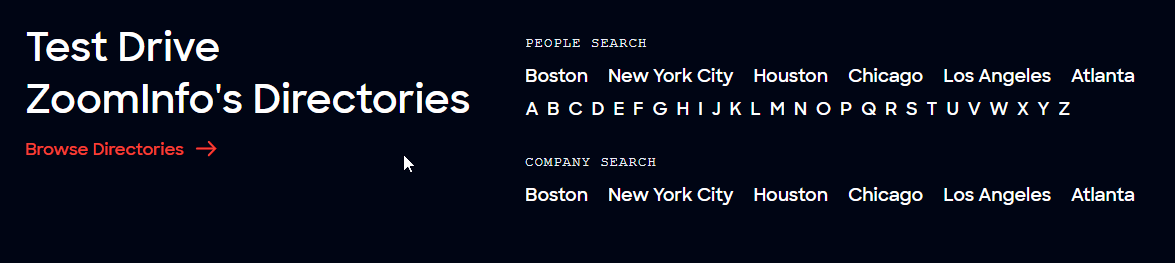 Test Drive
ZoomInfo's Directories
Browse Directories
PEOPLE SEARCH
Boston New York City Houston Chicago Los Angeles Atlanta
A B C D E F G H I J K L M N O P Q R S T U V W X Y Z
COMPANY SEARCH
Boston New York City Houston Chicago Los Angeles Atlanta